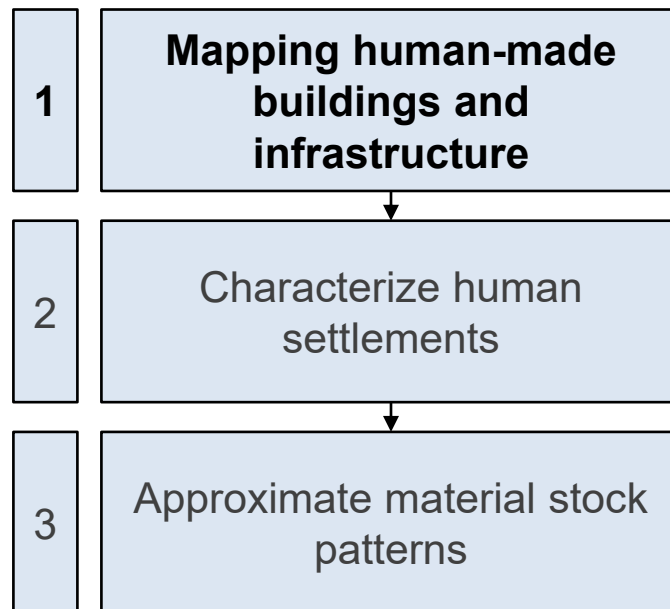 1
Mapping human-made
buildings and
infrastructure
2
Characterize human
settlements
3
Approximate material stock
patterns